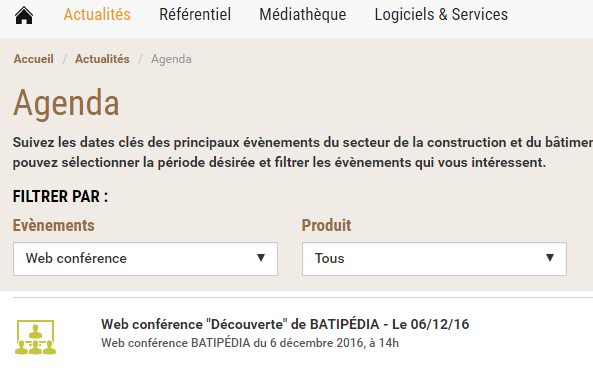 Actualités Référentiel Médiathèque Logiciels & Services
Accueil / Actualités / Agenda
Agenda
Suivez les dates clés des principaux évènements du secteur de la construction et du
pouvez sélectionner la période désirée et filtrer les évènements qui vous intéressent.
FILTRER PAR :
Evènements Produit
Web conférence ▼ Tous ▼
Web conférence "Découverte" de BATIPÉDIA - Le 06/12/16
Web conférence BATIPÉDIA du 6 décembre 2016, à 14h